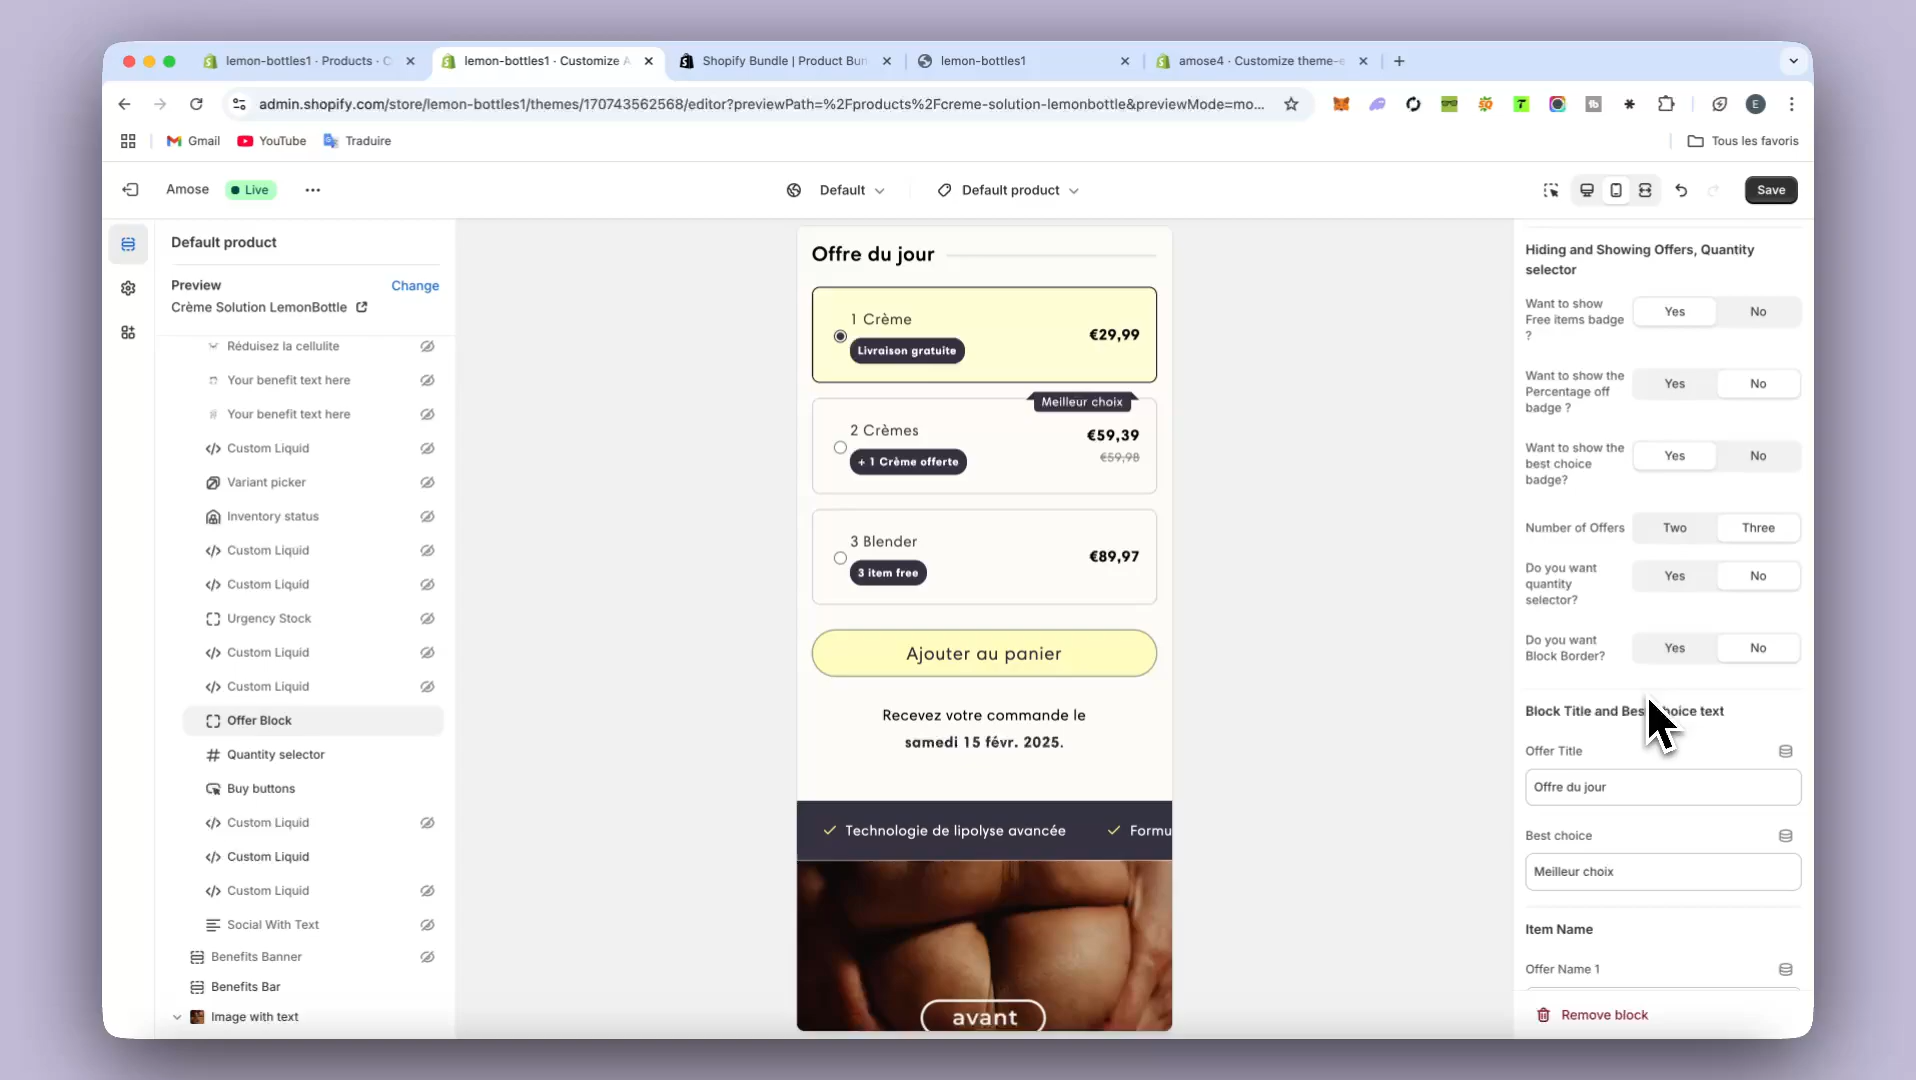 lemon-bottles1 · Products · C
lemon-bottles1 · Customize A
Shopify Bundle | Product Bun
lemon-bottles1
amose4 · Customize theme-e
admin.shopify.com/store/lemon-bottles1/themes/170743562568/editor?previewPath=%2Fproducts%2Fcreme-solution-lemonbottle&previewMode=mo...
E
Gmail
YouTube
Traduire
Tous les favoris
Amose
Live
Default
Default product
Save
Default product
Preview
Change
Crème Solution LemonBottle
Réduisez la cellulite
Your benefit text here
Your benefit text here
Custom Liquid
Variant picker
Inventory status
Custom Liquid
Custom Liquid
Urgency Stock
Custom Liquid
Custom Liquid
Offer Block
Quantity selector
Buy buttons
Custom Liquid
Custom Liquid
Custom Liquid
Social With Text
Benefits Banner
Benefits Bar
Image with text
Offre du jour
1 Crème
Livraison gratuite
€29,99
Meilleur choix
2 Crèmes
+ 1 Crème offerte
€59,39
€59,98
3 Blender
3 item free
€89,97
Ajouter au panier
Recevez votre commande le
samedi 15 févr. 2025.
Technologie de lipolyse avancée
Formu
avant
Hiding and Showing Offers, Quantity
selector
Want to show
Free items badge
?
Yes
No
Want to show the
Percentage off
badge ?
Yes
No
Want to show the
best choice
badge?
Yes
No
Number of Offers
Two
Three
Do you want
quantity
selector?
Yes
No
Do you want
Block Border?
Yes
No
Block Title and Bes hoice text
Offer Title
Offre du jour
Best choice
Meilleur choix
Item Name
Offer Name 1
Remove block